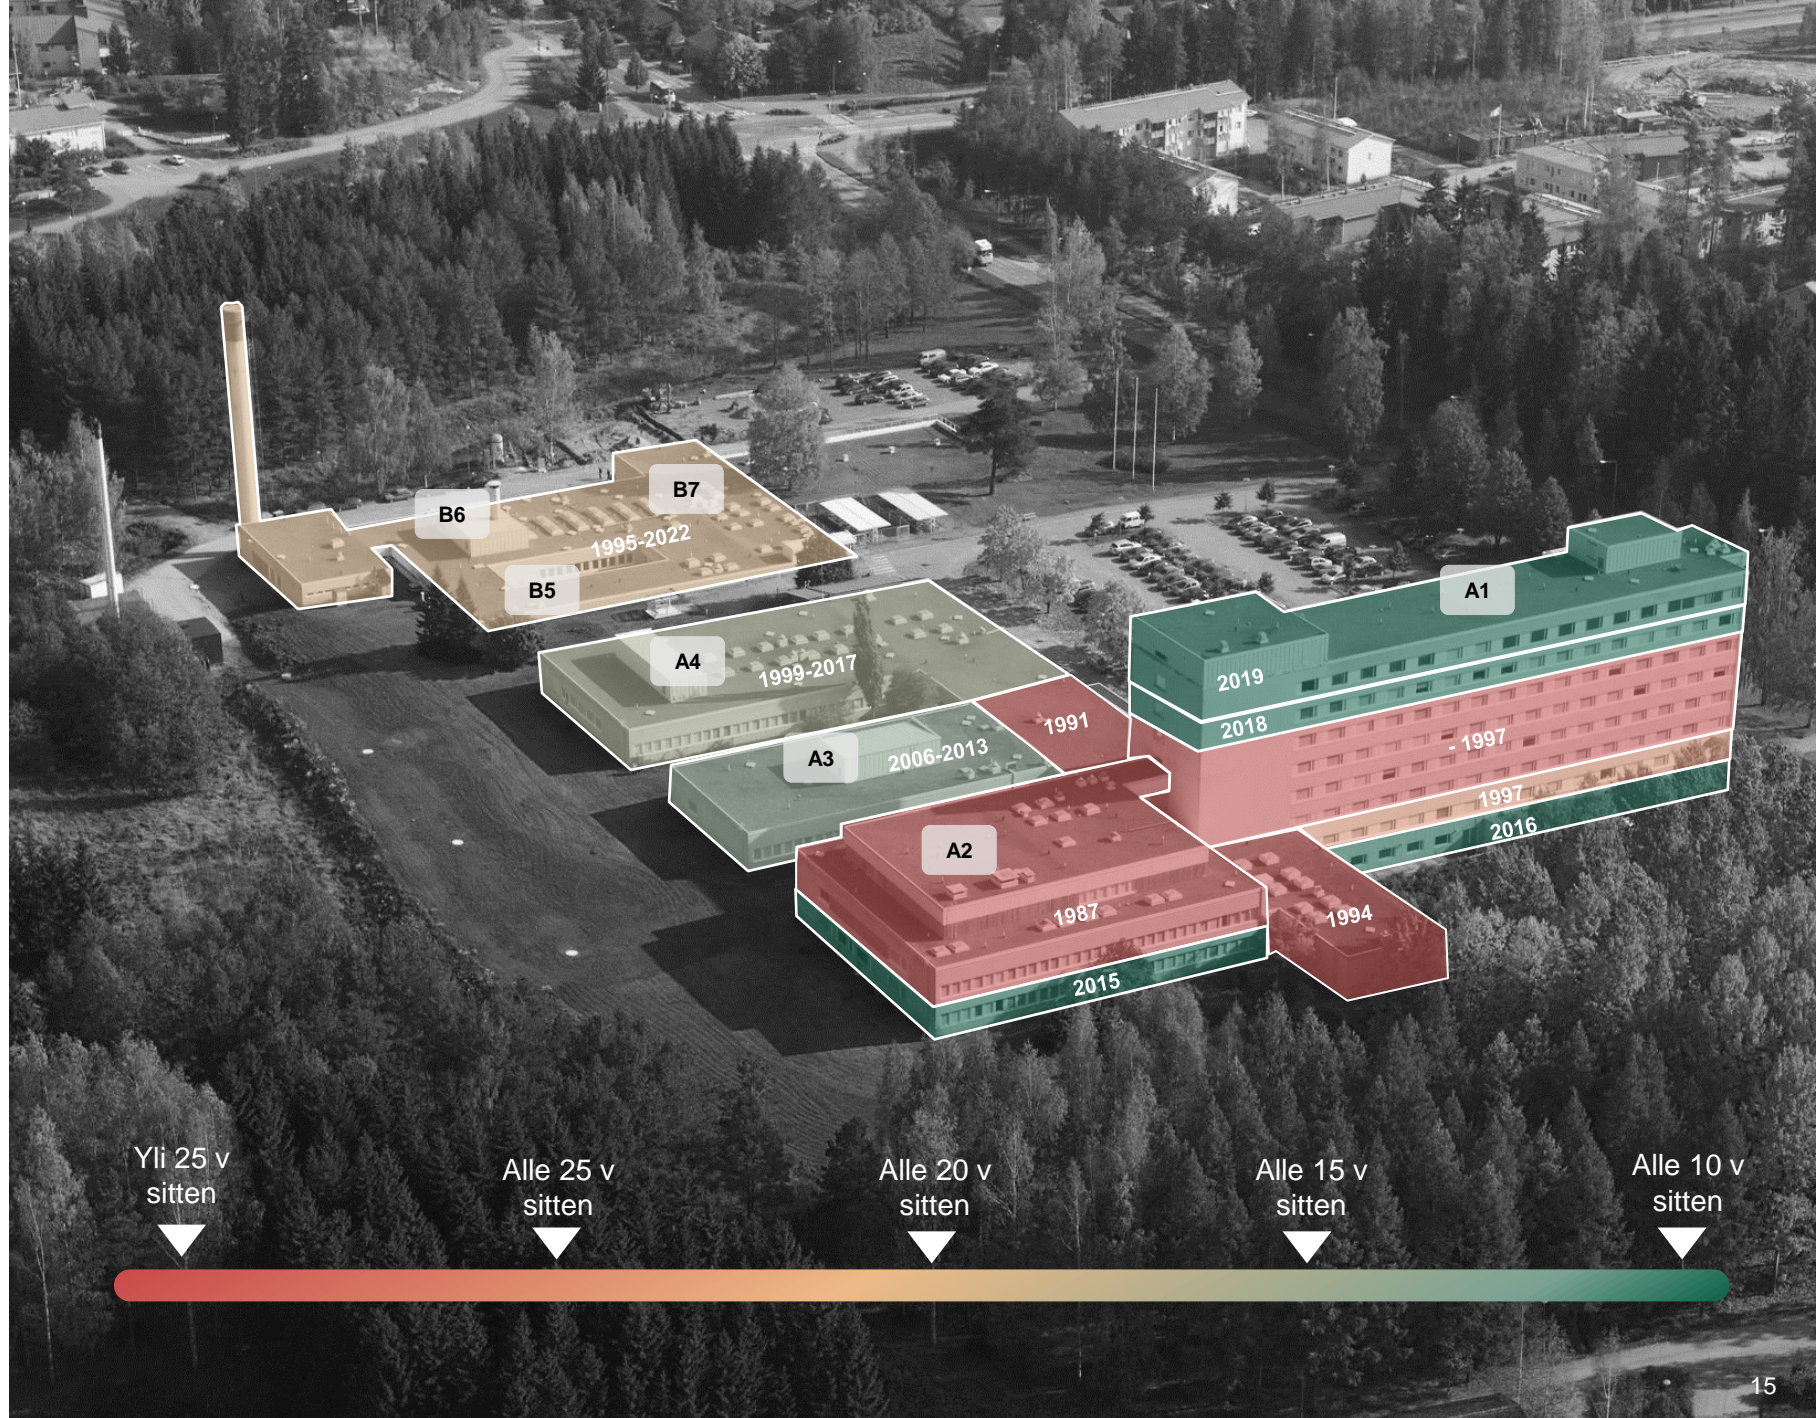 B7
B6
1995-2022
B5
A1
A4
1999-2017
2019
1991
2018
A3
2006-2013
- 1997
1997
2016
A2
1987
1994
2015
Yli 25 v
sitten
Alle 25 v
sitten
Alle 20 v
sitten
Alle 15 v
sitten
Alle 10 v
sitten
15